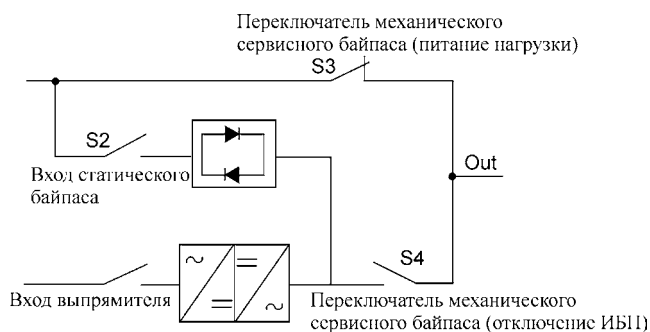 Переключатель механического
сервисного байпаса (питание нагрузки)
S3
S2
Вход статического
байпаса
Out
S4
~
=
=
~
Вход выпрямителя
Переключатель механического
сервисного байпаса (отключение ИБП)